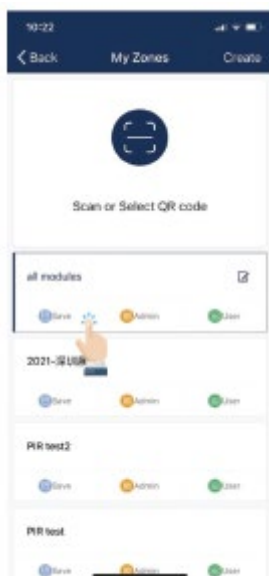 10:22
Back My Zones Create
Scan or Select QR code
all modules
Save Admin User
2021-深圳
Save Admin User
PIR test2
Save Admin User
PIR test
Save Admin User